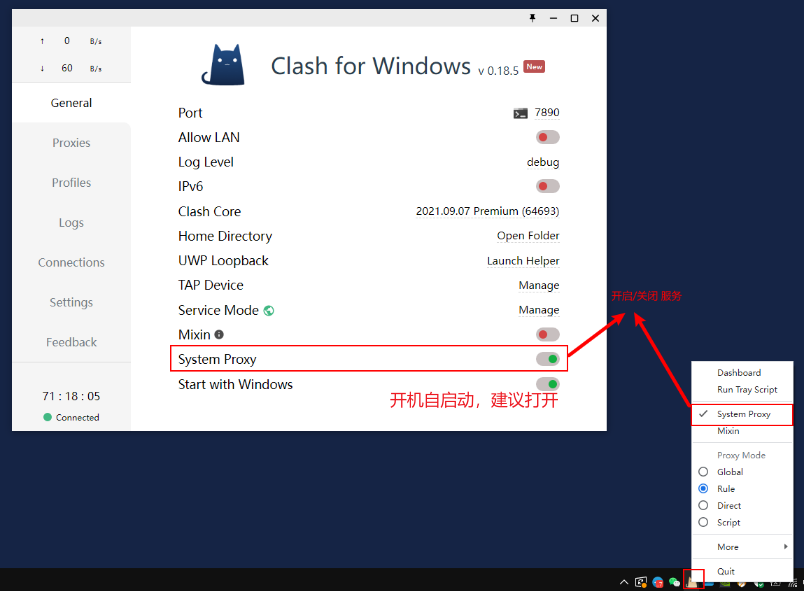 ↑ 0 B/s
↓ 60 B/s
General
Proxies
Profiles
Logs
Connections
Settings
Feedback
71 : 18 : 05
Connected
Clash for Windows v 0.18.5 New
Port 7890
Allow LAN
Log Level debug
IPv6
Clash Core 2021.09.07 Premium (64693)
Home Directory Open Folder
UWP Loopback Launch Helper
TAP Device Manage
Service Mode Manage
Mixin
System Proxy
Start with Windows
开机自启动，建议打开
开启/关闭 服务
Dashboard
Run Tray Script
System Proxy
Mixin
Proxy Mode
Global
Rule
Direct
Script
More
Quit